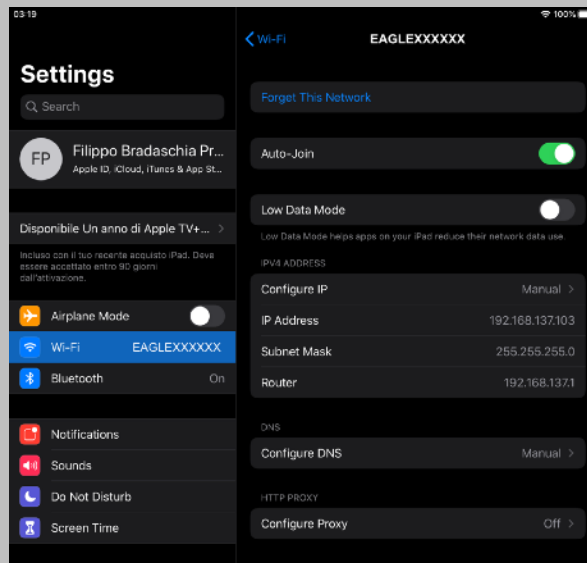 03:19
100%
Settings
Search
FP
Filippo Bradaschia Pr...
Apple ID, iCloud, iTunes & App St...
Disponibile Un anno di Apple TV+...
Incluso con il tuo recente acquisto iPad. Deve
essere accettato entro 90 giorni
dall'attivazione.
Airplane Mode
Wi-Fi EAGLEXXXXXX
Bluetooth On
Notifications
Sounds
Do Not Disturb
Screen Time
Wi-Fi
EAGLEXXXXXX
Forget This Network
Auto-Join
Low Data Mode
Low Data Mode helps apps on your iPad reduce their network data use.
IPV4 ADDRESS
Configure IP Manual
IP Address 192.168.137.103
Subnet Mask 255.255.255.0
Router 192.168.137.1
DNS
Configure DNS Manual
HTTP PROXY
Configure Proxy Off